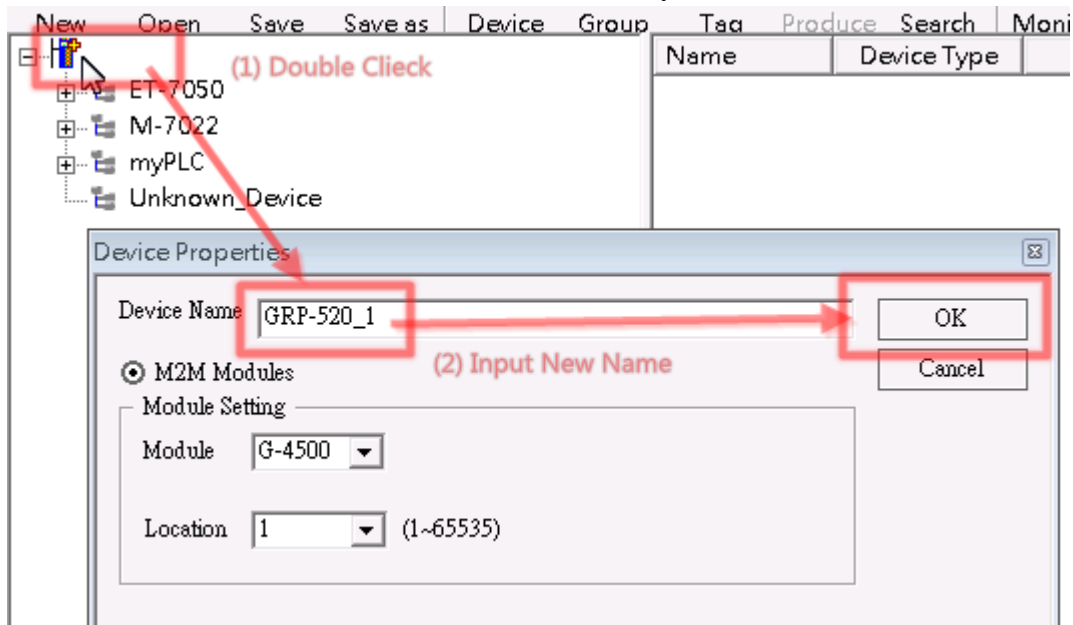 New Open Save Save as Device Group Tag Produce Search Moni
Name Device Type
(1) Double Clieck
ET-7050
M-7022
myPLC
Unknown_Device
Device Properties
Device Name GRP-520_1 OK
(2) Input New Name
M2M Modules Cancel
Module Setting
Module G-4500
Location 1 (1~65535)